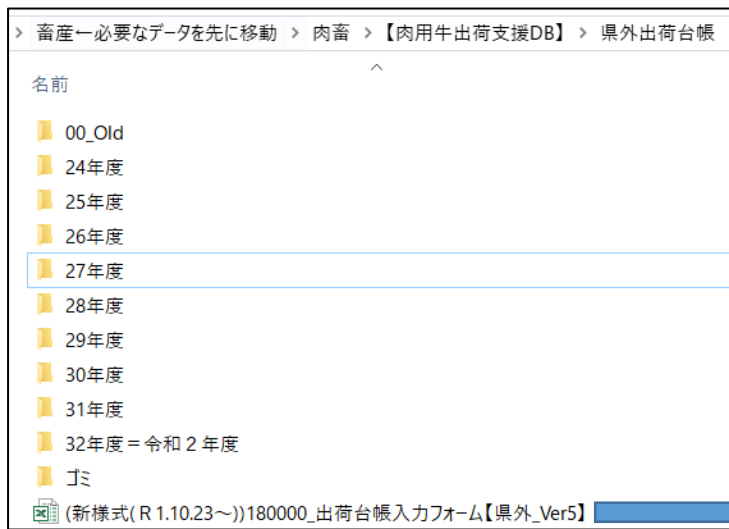 > 畜産←必要なデータを先に移動 > 肉畜 > 【肉用牛出荷支援DB】 > 県外出荷台帳
名前
00_Old
24年度
25年度
26年度
27年度
28年度
29年度
30年度
31年度
32年度＝令和２年度
ゴミ
(新様式(Ｒ1.10.23～))180000_出荷台帳入力フォーム【県外_Ver5】